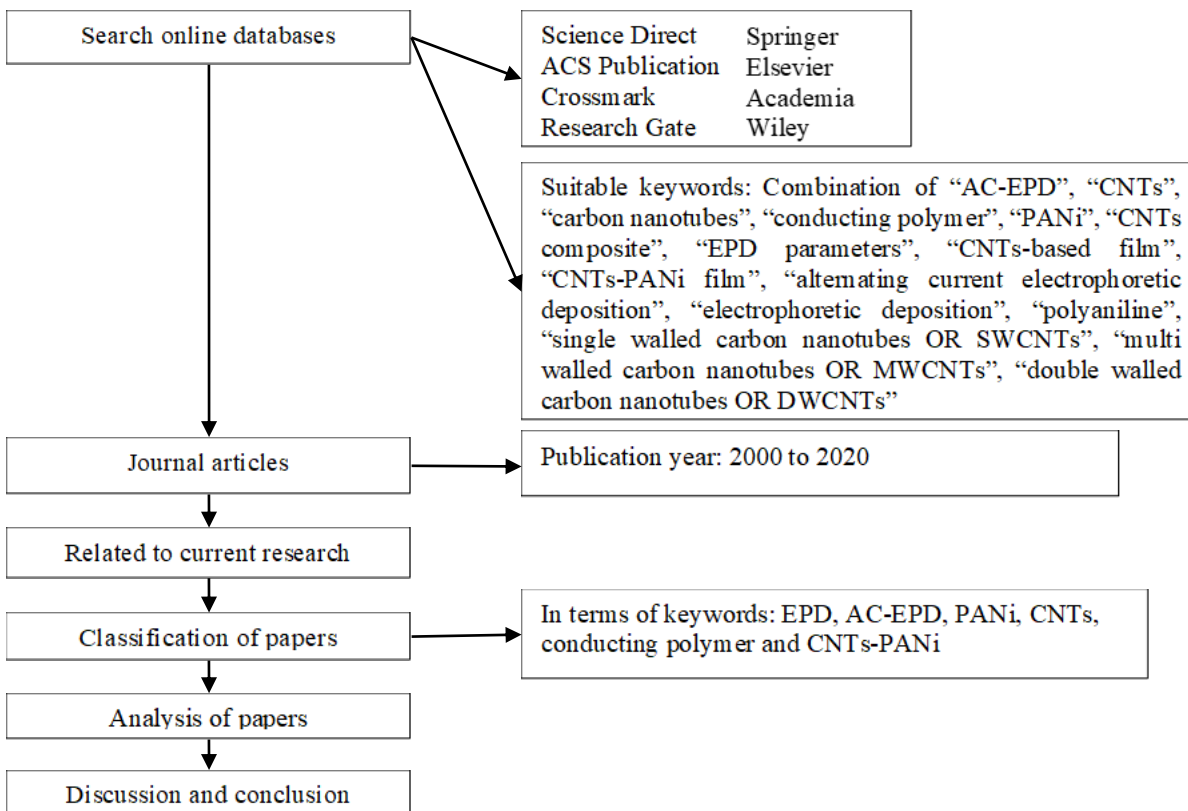 Search online databases
Science Direct Springer
ACS Publication Elsevier
Crossmark Academia
Research Gate Wiley
Suitable keywords: Combination of “AC-EPD”, “CNTs”,
“carbon nanotubes”, “conducting polymer”, “PANi”, “CNTs
composite”, “EPD parameters”, “CNTs-based film”,
“CNTs-PANi film”, “alternating current electrophoretic
deposition”, “electrophoretic deposition”, “polyaniline”,
“single walled carbon nanotubes OR SWCNTs”, “multi
walled carbon nanotubes OR MWCNTs”, “double walled
carbon nanotubes OR DWCNTs”
Journal articles
Publication year: 2000 to 2020
Related to current research
Classification of papers
In terms of keywords: EPD, AC-EPD, PANi, CNTs,
conducting polymer and CNTs-PANi
Analysis of papers
Discussion and conclusion